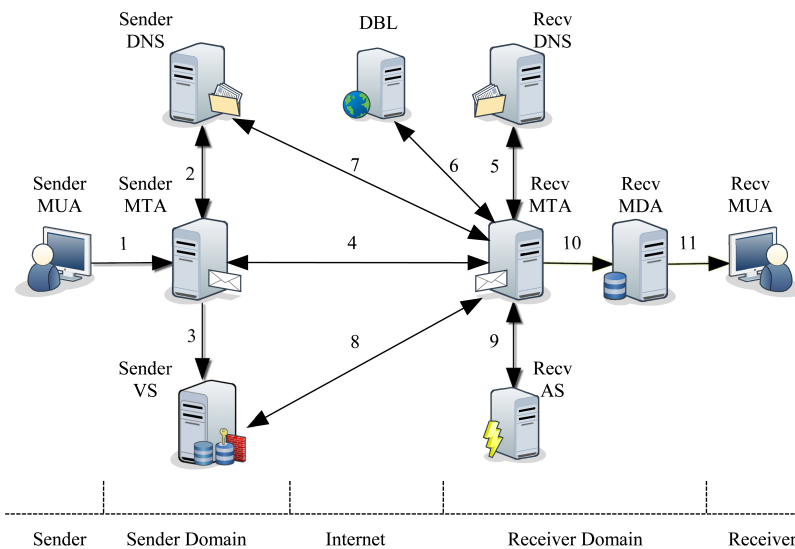 Sender
DNS
DBL
Recv
DNS
2
7
6
5
Sender
MUA
Sender
MTA
Recv
MTA
Recv
MDA
Recv
MUA
1
4
10
11
3
8
9
Sender
VS
Recv
AS
Sender
Sender Domain
Internet
Receiver Domain
Receiver